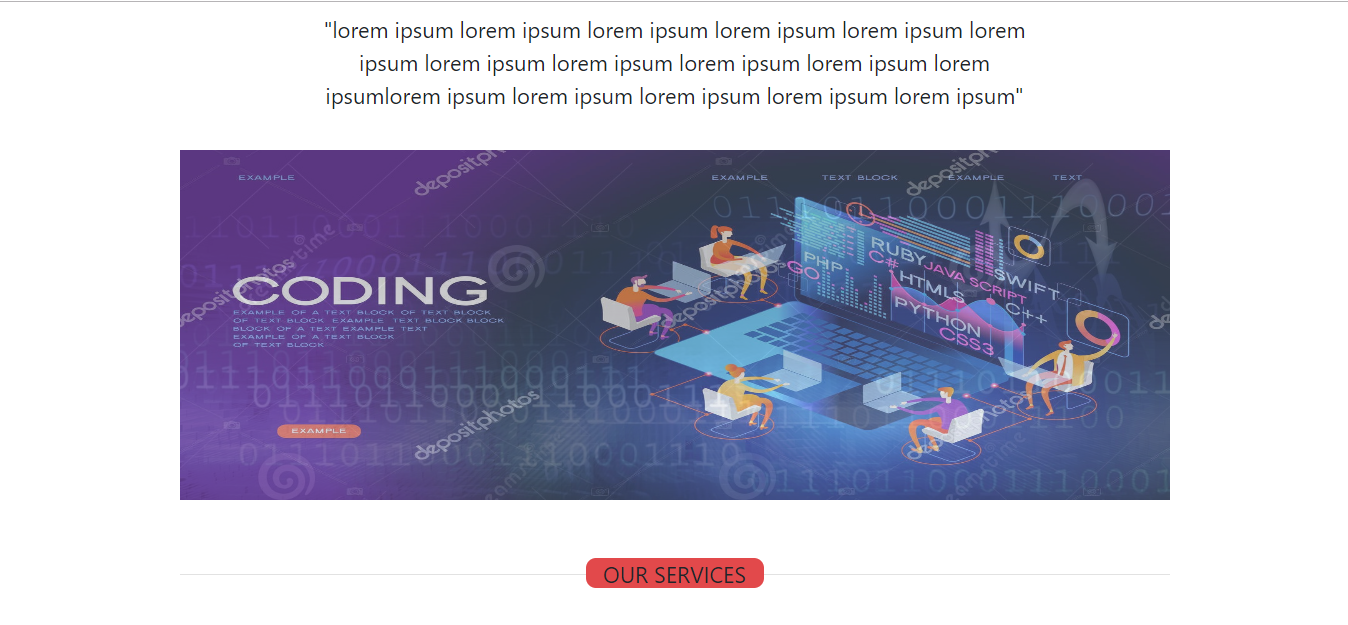 "lorem ipsum lorem ipsum lorem ipsum lorem ipsum lorem ipsum lorem
ipsum lorem ipsum lorem ipsum lorem ipsum lorem ipsum lorem
ipsumlorem ipsum lorem ipsum lorem ipsum lorem ipsum lorem ipsum"
EXAMPLE
EXAMPLE
TEXT BLOCK
EXAMPLE
TEXT
depositphotos
CODING
EXAMPLE OF A TEXT BLOCK OF TEXT BLOCK
OF TEXT BLOCK EXAMPLE TEXT BLOCK BLOCK
BLOCK OF A TEXT EXAMPLE TEXT
EXAMPLE OF A TEXT BLOCK
OF TEXT BLOCK
EXAMPLE
PHP
GO
RUBY
C#
JAVA SCRIPT
SWIFT
HTML5
C++
PYTHON
CSS3
depositphotos
depositphotos
OUR SERVICES